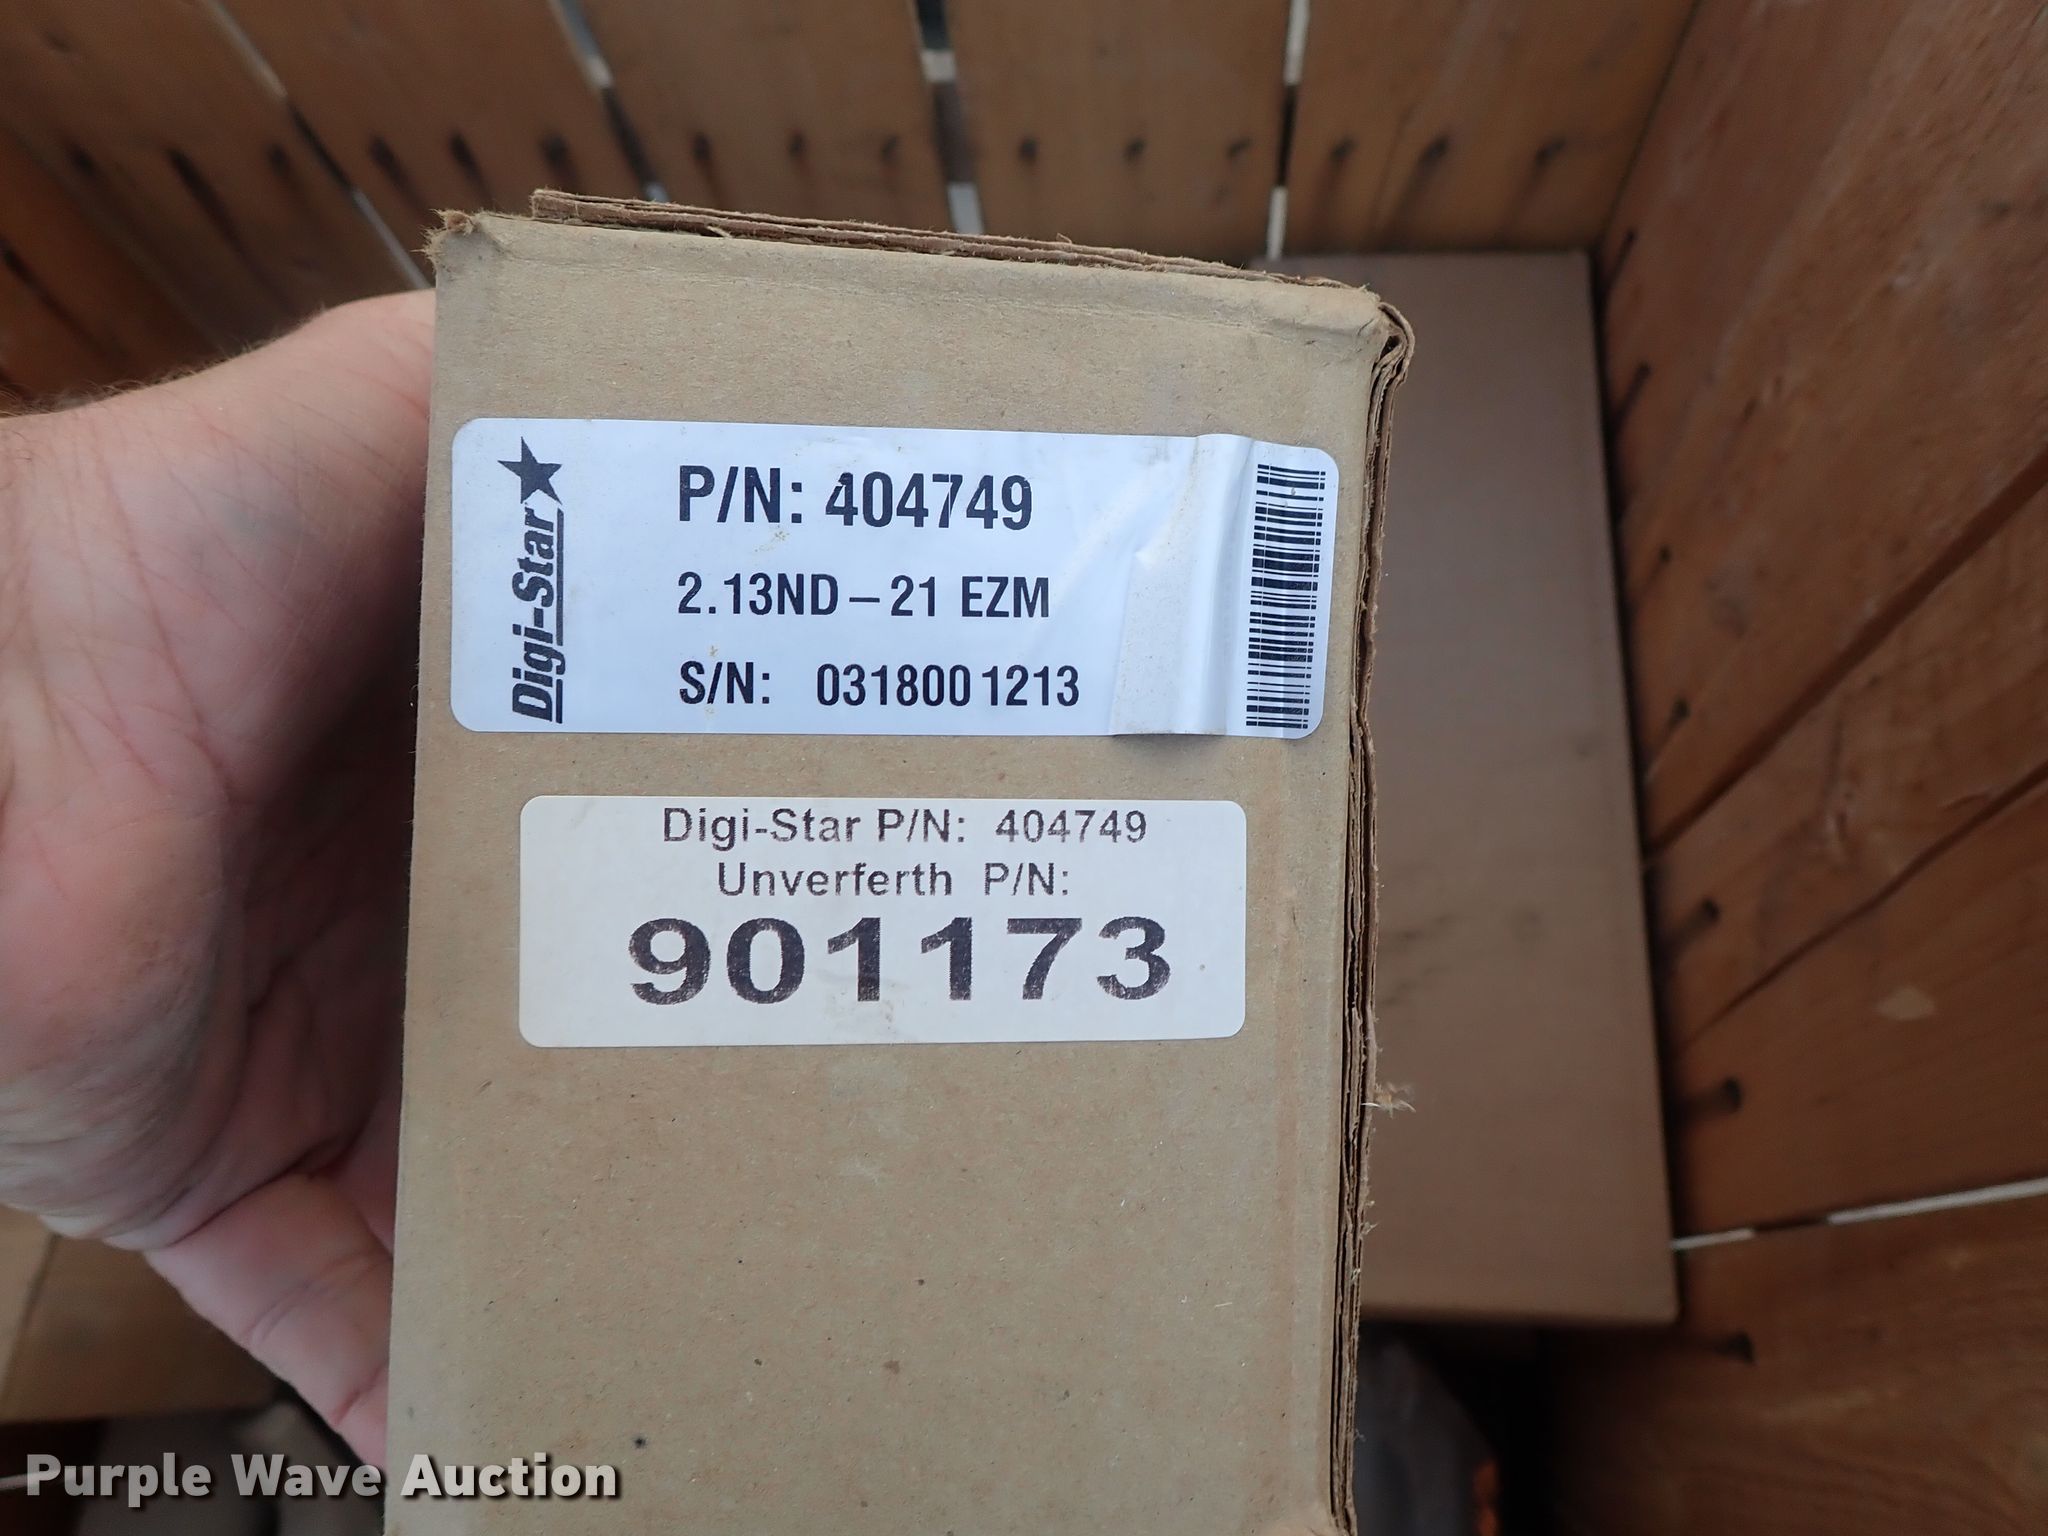 Digi-Star
P/N: 404749
2.13ND – 21 EZM
S/N: 0318001213
Digi-Star P/N: 404749
Unverferth P/N:
901173
Purple Wave Auction